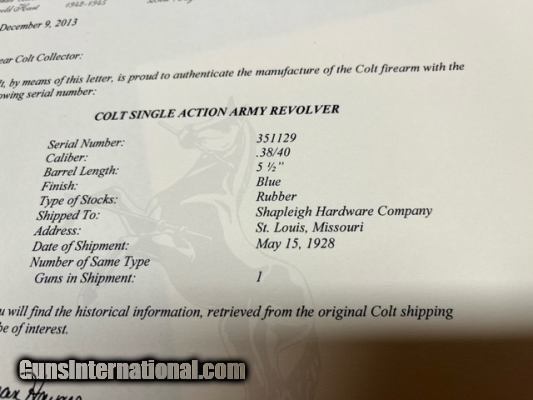 1942-1945
December 9, 2013
ear Colt Collector:
lt, by means of this letter, is proud to authenticate the manufacture of the Colt firearm with the
owing serial number:
COLT SINGLE ACTION ARMY REVOLVER
Serial Number: 351129
Caliber: .38/40
Barrel Length: 5 ½"
Finish: Blue
Type of Stocks: Rubber
Shipped To: Shapleigh Hardware Company
Address: St. Louis, Missouri
Date of Shipment: May 15, 1928
Number of Same Type
Guns in Shipment: 1
u will find the historical information, retrieved from the original Colt shipping
be of interest.
GunsInternational.com